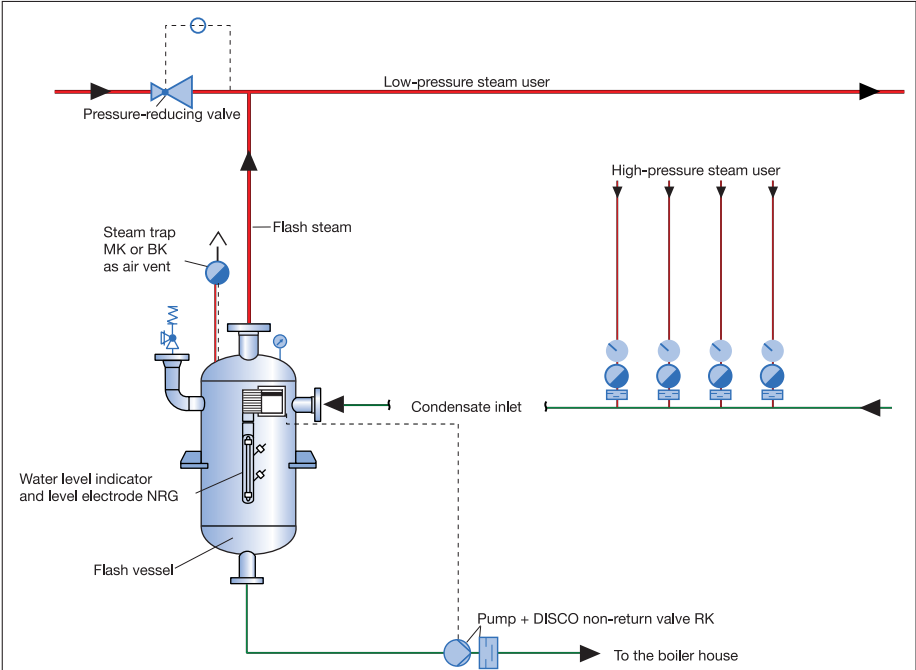 Low-pressure steam user
Pressure-reducing valve
High-pressure steam user
Steam trap
MK or BK
as air vent
Flash steam
Condensate inlet
Water level indicator
and level electrode NRG
Flash vessel
Pump + DISCO non-return valve RK
To the boiler house